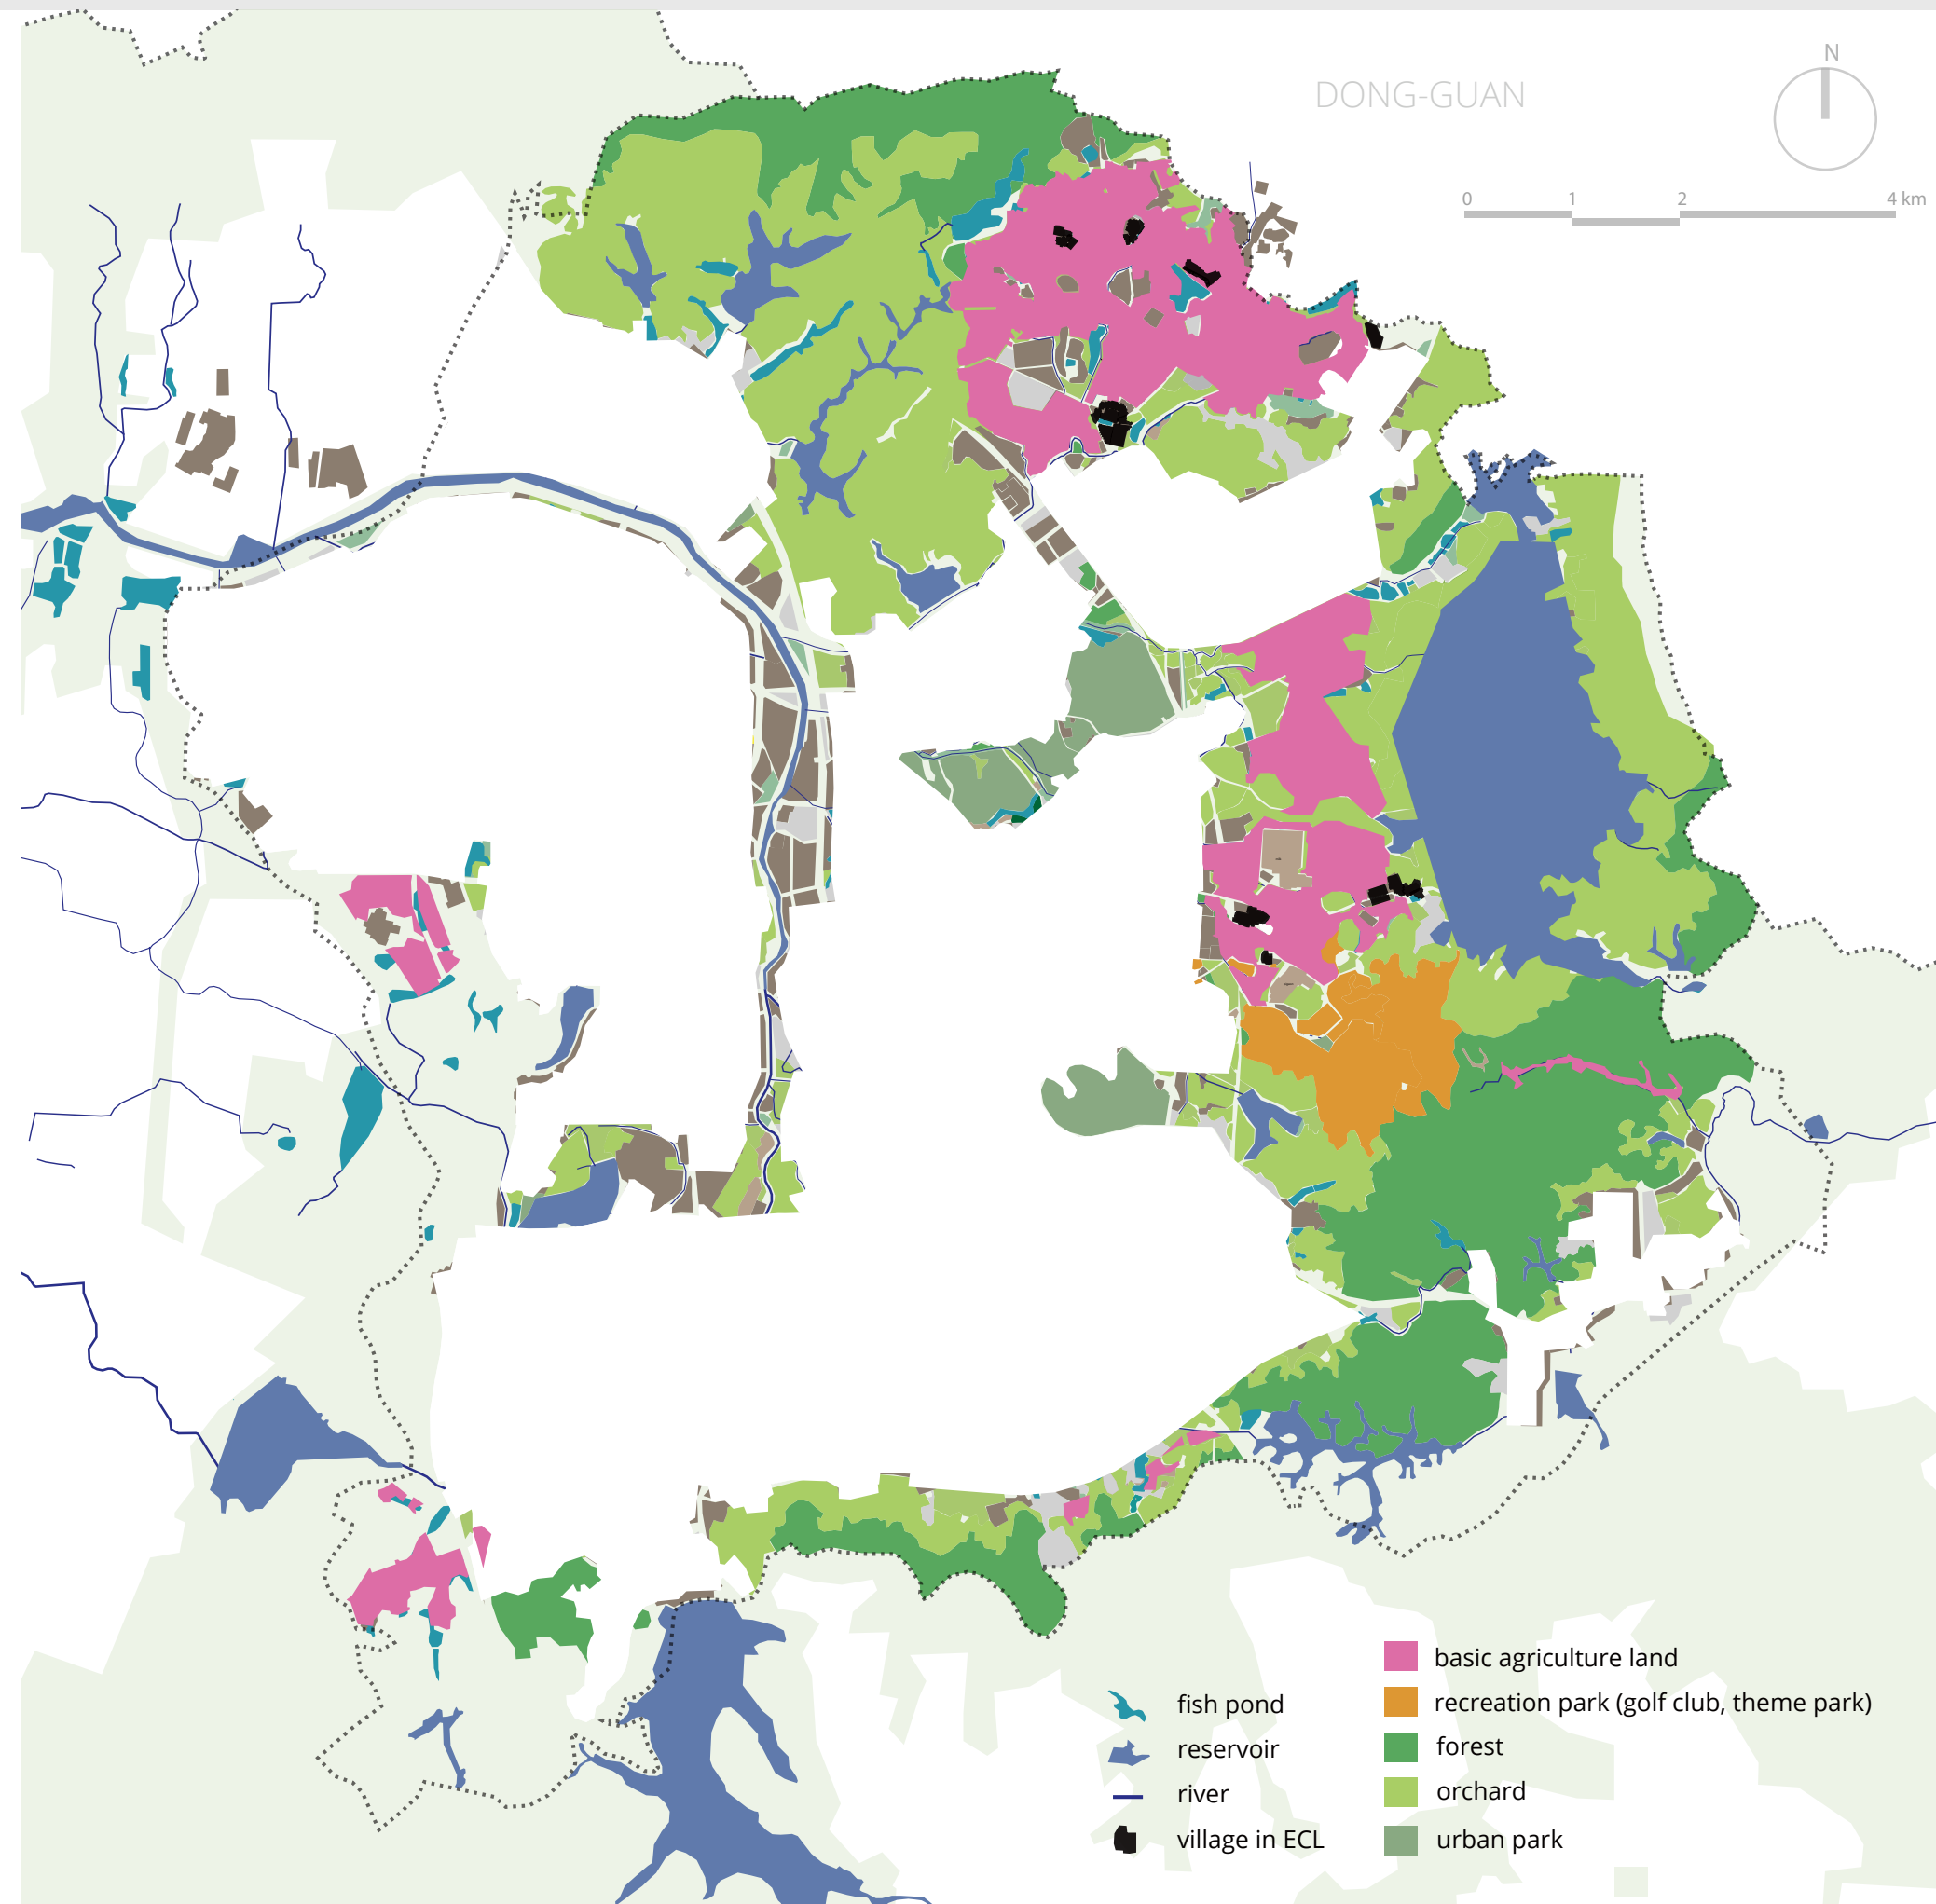 N
DONG-GUAN
0 1 2 4 km
basic agriculture land
recreation park (golf club, theme park)
forest
orchard
urban park
fish pond
reservoir
river
village in ECL